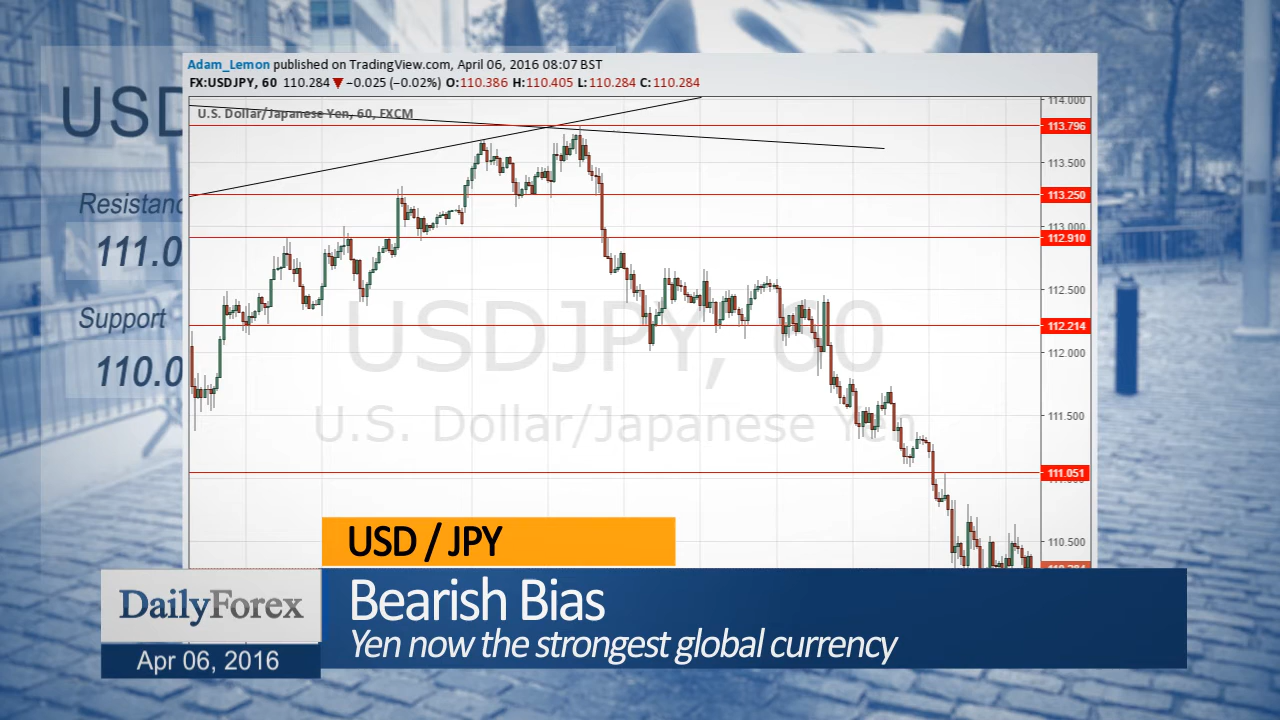 Adam_Lemon published on TradingView.com, April 06, 2016 08:07 BST
FX:USDJPY, 60 110.284 ▼ −0.025 (−0.02%) O:110.386 H:110.405 L:110.284 C:110.284
U.S. Dollar/Japanese Yen, 60, FXCM
114.000
113.796
113.500
113.250
113.000
112.910
112.500
112.214
112.000
111.500
111.051
110.500
USDJPY, 60
U.S. Dollar/Japanese Yen
USD
Resistanc
111.0
Support
110.0
USD / JPY
Bearish Bias
Yen now the strongest global currency
DailyForex
Apr 06, 2016